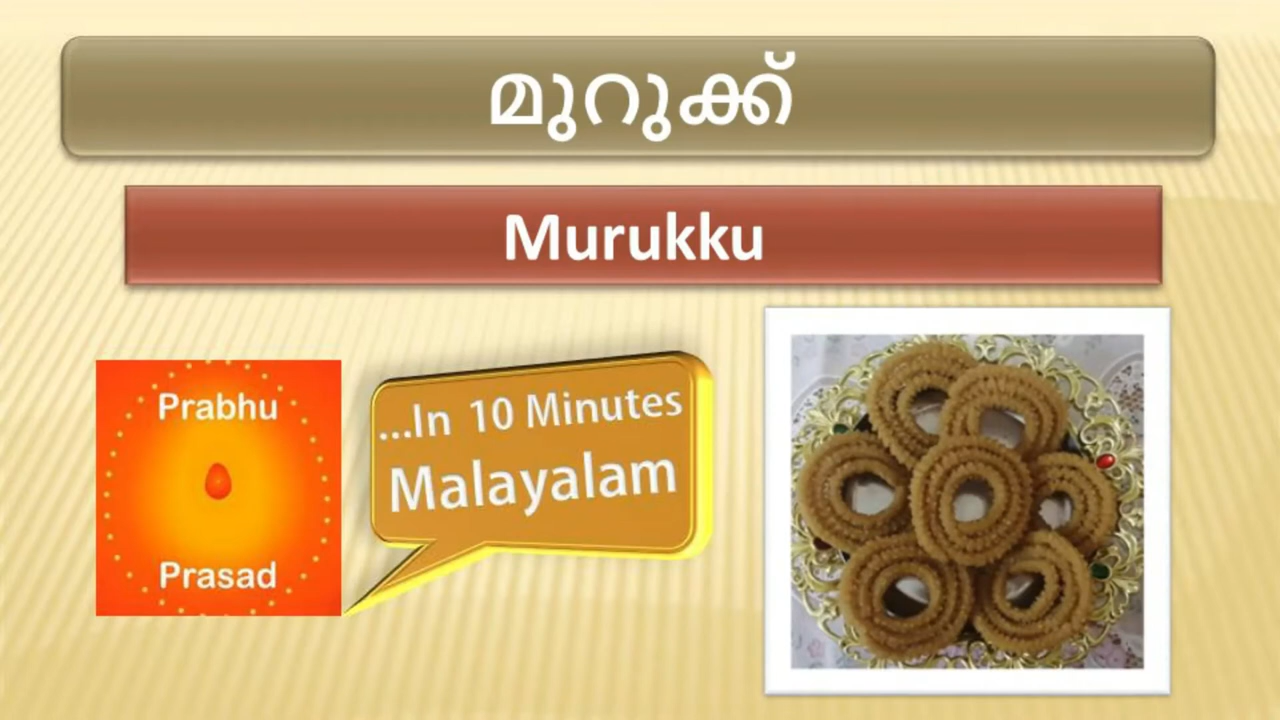 മുറുക്ക്
Murukku
Prabhu
Prasad
...In 10 Minutes
Malayalam